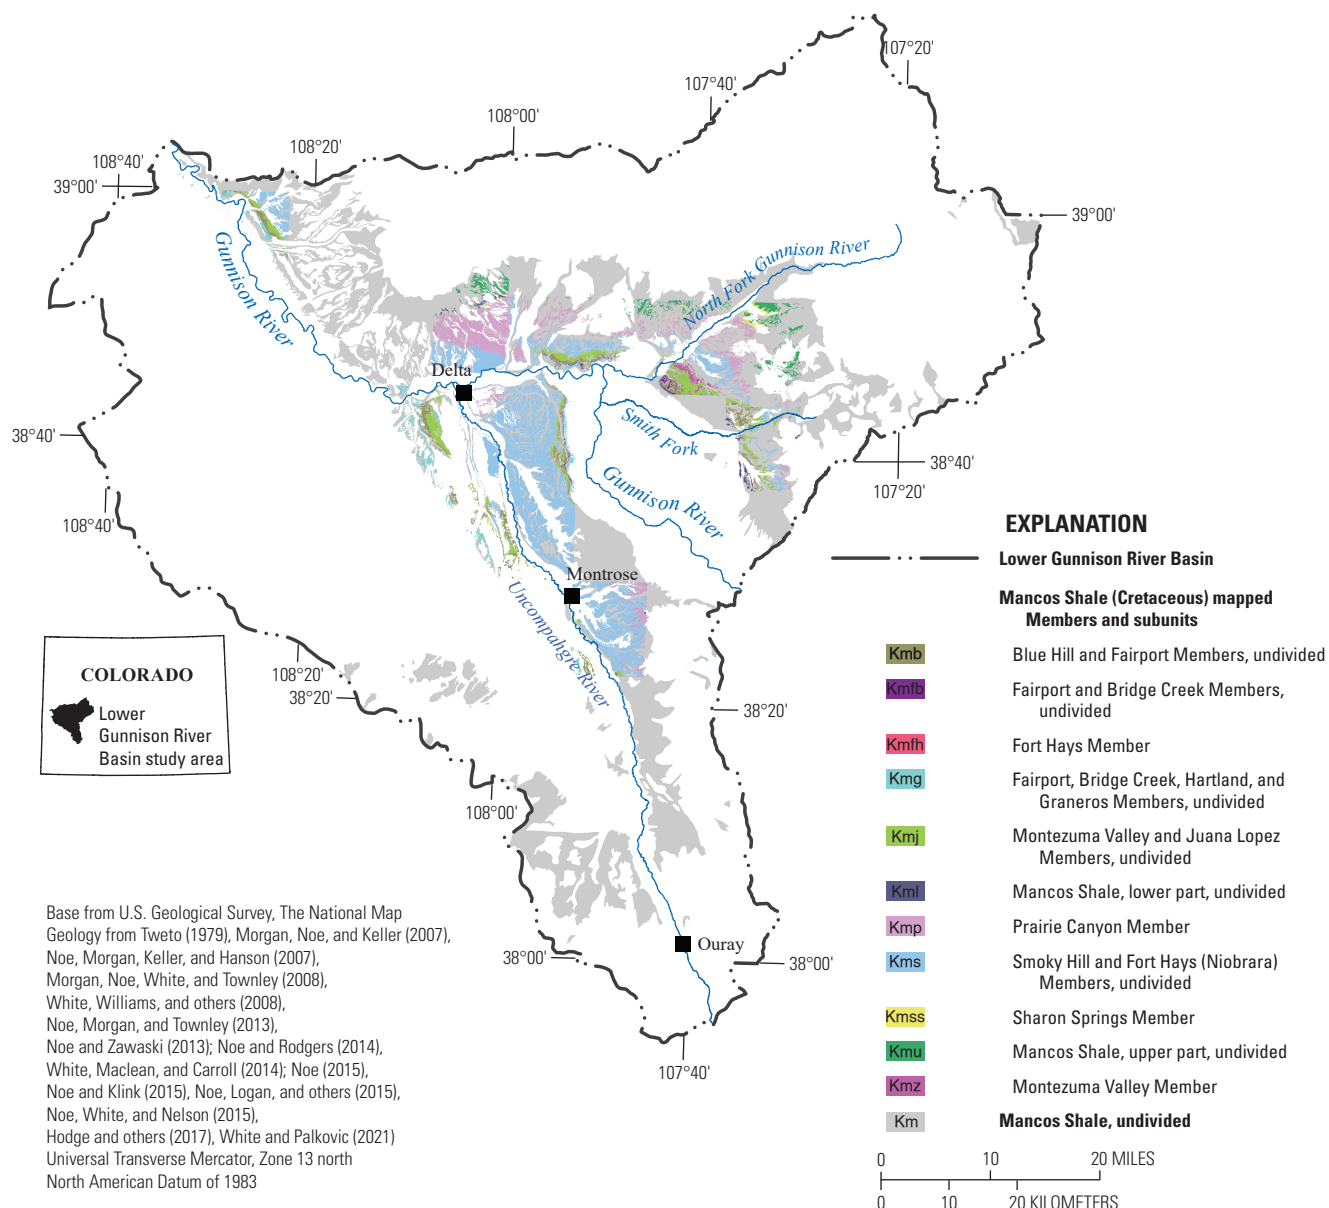 107°20'
107°40'
108°00'
108°20'
108°40'
39°00'
39°00'
Gunnison River
North Fork Gunnison River
Delta
Smith Fork
38°40'
38°40'
107°20'
Gunnison River
108°40'
Montrose
Uncompahgre River
108°20'
38°20'
38°20'
108°00'
Ouray
38°00'
38°00'
107°40'
COLORADO
Lower
Gunnison River
Basin study area
EXPLANATION
Lower Gunnison River Basin
Mancos Shale (Cretaceous) mapped
Members and subunits
Kmb Blue Hill and Fairport Members, undivided
Kmfb Fairport and Bridge Creek Members,
undivided
Kmfh Fort Hays Member
Kmg Fairport, Bridge Creek, Hartland, and
Graneros Members, undivided
Kmj Montezuma Valley and Juana Lopez
Members, undivided
Kml Mancos Shale, lower part, undivided
Kmp Prairie Canyon Member
Kms Smoky Hill and Fort Hays (Niobrara)
Members, undivided
Kmss Sharon Springs Member
Kmu Mancos Shale, upper part, undivided
Kmz Montezuma Valley Member
Km Mancos Shale, undivided
0 10 20 MILES
0 10 20 KILOMETERS
Base from U.S. Geological Survey, The National Map
Geology from Tweto (1979), Morgan, Noe, and Keller (2007),
Noe, Morgan, Keller, and Hanson (2007),
Morgan, Noe, White, and Townley (2008),
White, Williams, and others (2008),
Noe, Morgan, and Townley (2013),
Noe and Zawaski (2013); Noe and Rodgers (2014),
White, Maclean, and Carroll (2014); Noe (2015),
Noe and Klink (2015), Noe, Logan, and others (2015),
Noe, White, and Nelson (2015),
Hodge and others (2017), White and Palkovic (2021)
Universal Transverse Mercator, Zone 13 north
North American Datum of 1983